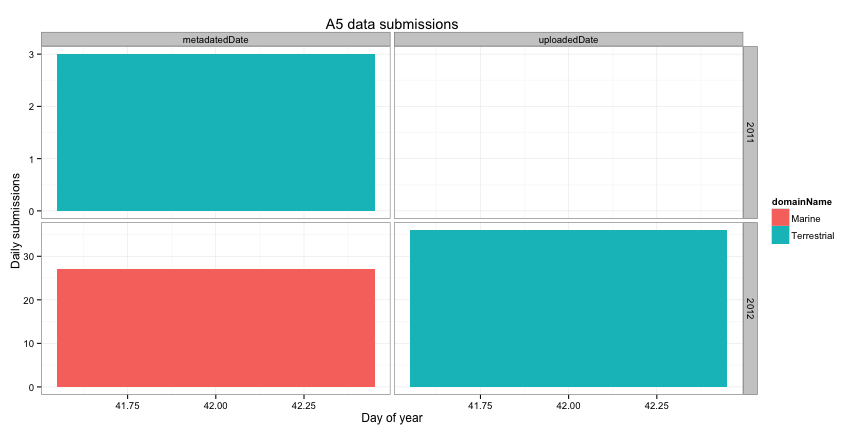 A5 data submissions
metadatedDate uploadedDate
3
2
1
0
2011
Daily submissions
30
20
10
0
2012
41.75 42.00 42.25 41.75 42.00 42.25
Day of year
domainName
Marine
Terrestrial